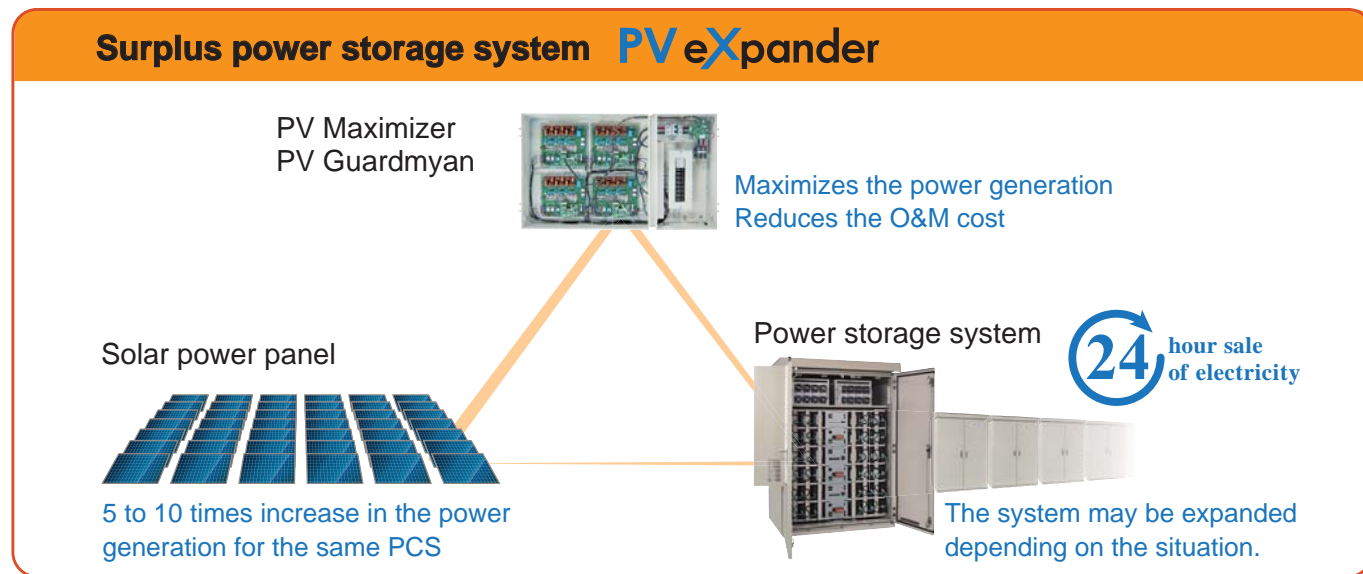 Surplus power storage system PV eXpander
PV Maximizer
PV Guardmyan
Maximizes the power generation
Reduces the O&M cost
Solar power panel
Power storage system
24 hour sale
of electricity
5 to 10 times increase in the power
generation for the same PCS
The system may be expanded
depending on the situation.